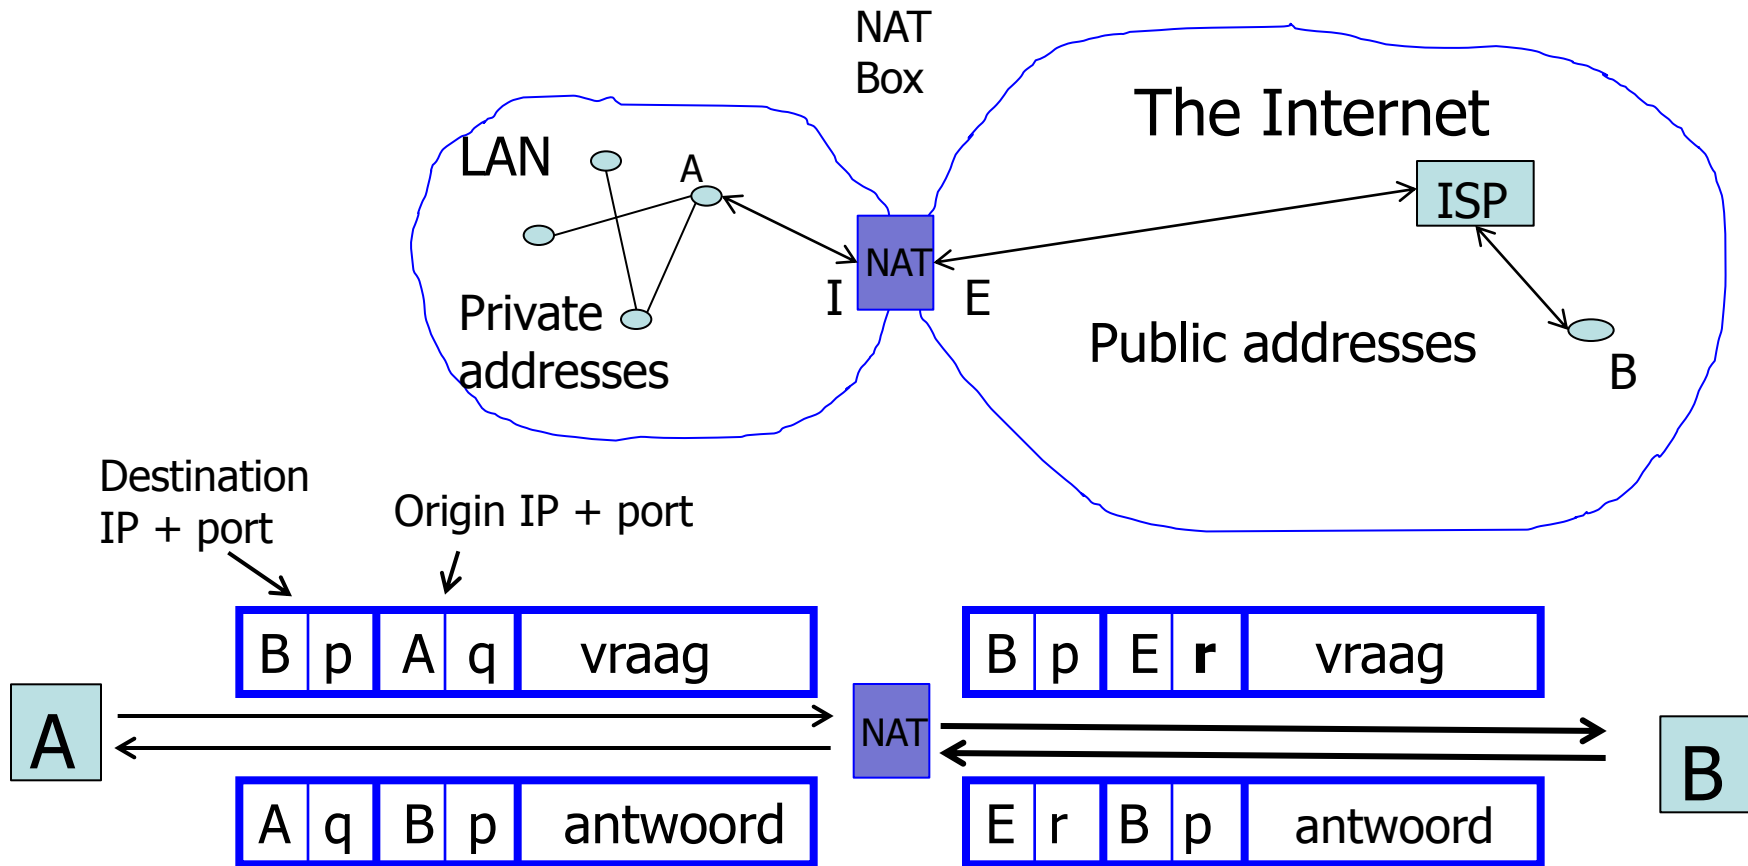 NAT
Box
The Internet
LAN
A
ISP
NAT
I
E
Private
addresses
Public addresses
B
Destination
IP + port
Origin IP + port
B p A q vraag
B p E r vraag
A
NAT
B
A q B p antwoord
E r B p antwoord